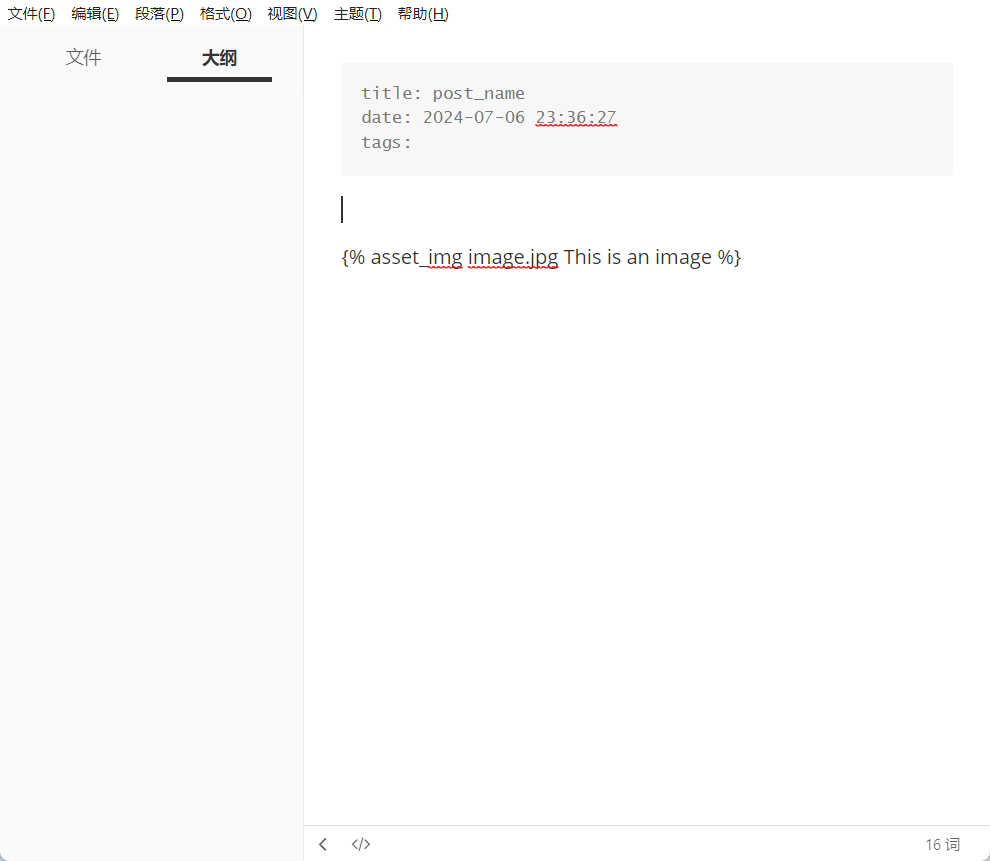 文件(F) 编辑(E) 段落(P) 格式(O) 视图(V) 主题(T) 帮助(H)
文件 大纲
title: post_name
date: 2024-07-06 23:36:27
tags:
{% asset_img image.jpg This is an image %}
</> 16 词